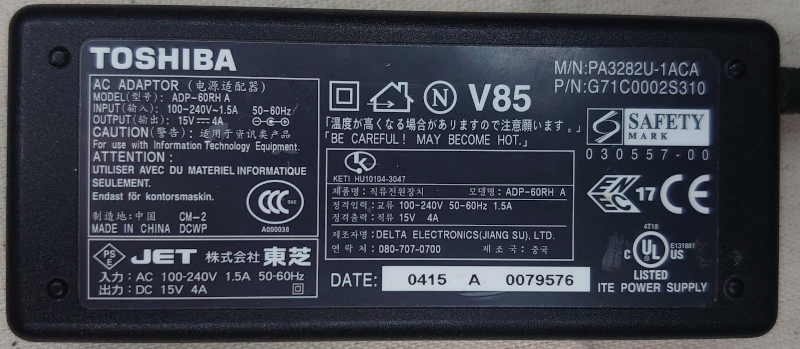 TOSHIBA
AC ADAPTOR (电源适配器)
MODEL(型号): ADP-60RH A
INPUT(输入): 100-240V~1.5A 50-60Hz
OUTPUT(输出): 15V 4A
CAUTION(警告): 适用于资讯类产品
For use with Information Technology Equipment.
ATTENTION :
UTILISER AVEC DU MATERIEL INFORMATIQUE
SEULEMENT.
Endast för kontorsmaskin.
制造地: 中国 CM-2
MADE IN CHINA DCWP
CCC S&E
A000038
PSE JET 株式会社 東芝
入力: AC 100-240V 1.5A 50-60Hz
出力: DC 15V 4A
N V85
「温度が高くなる場合がありますので注意願います。」
「BE CAREFUL! MAY BECOME HOT.」
KETI HU10104-3047
제품명: 직류전원장치 모델명: ADP-60RH A
정격입력: 교류 100-240V 50-60Hz 1.5A
정격출력: 직류 15V 4A
제조자명: DELTA ELECTRONICS(JIANG SU), LTD.
연락처: 080-707-0700 제조국: 중국
DATE: 0415 A 0079576
M/N:PA3282U-1ACA
P/N:G71C0002S310
S SAFETY
MARK
030557-00
ENEC 17 CE
4T18
C UL US E131881
LISTED
ITE POWER SUPPLY